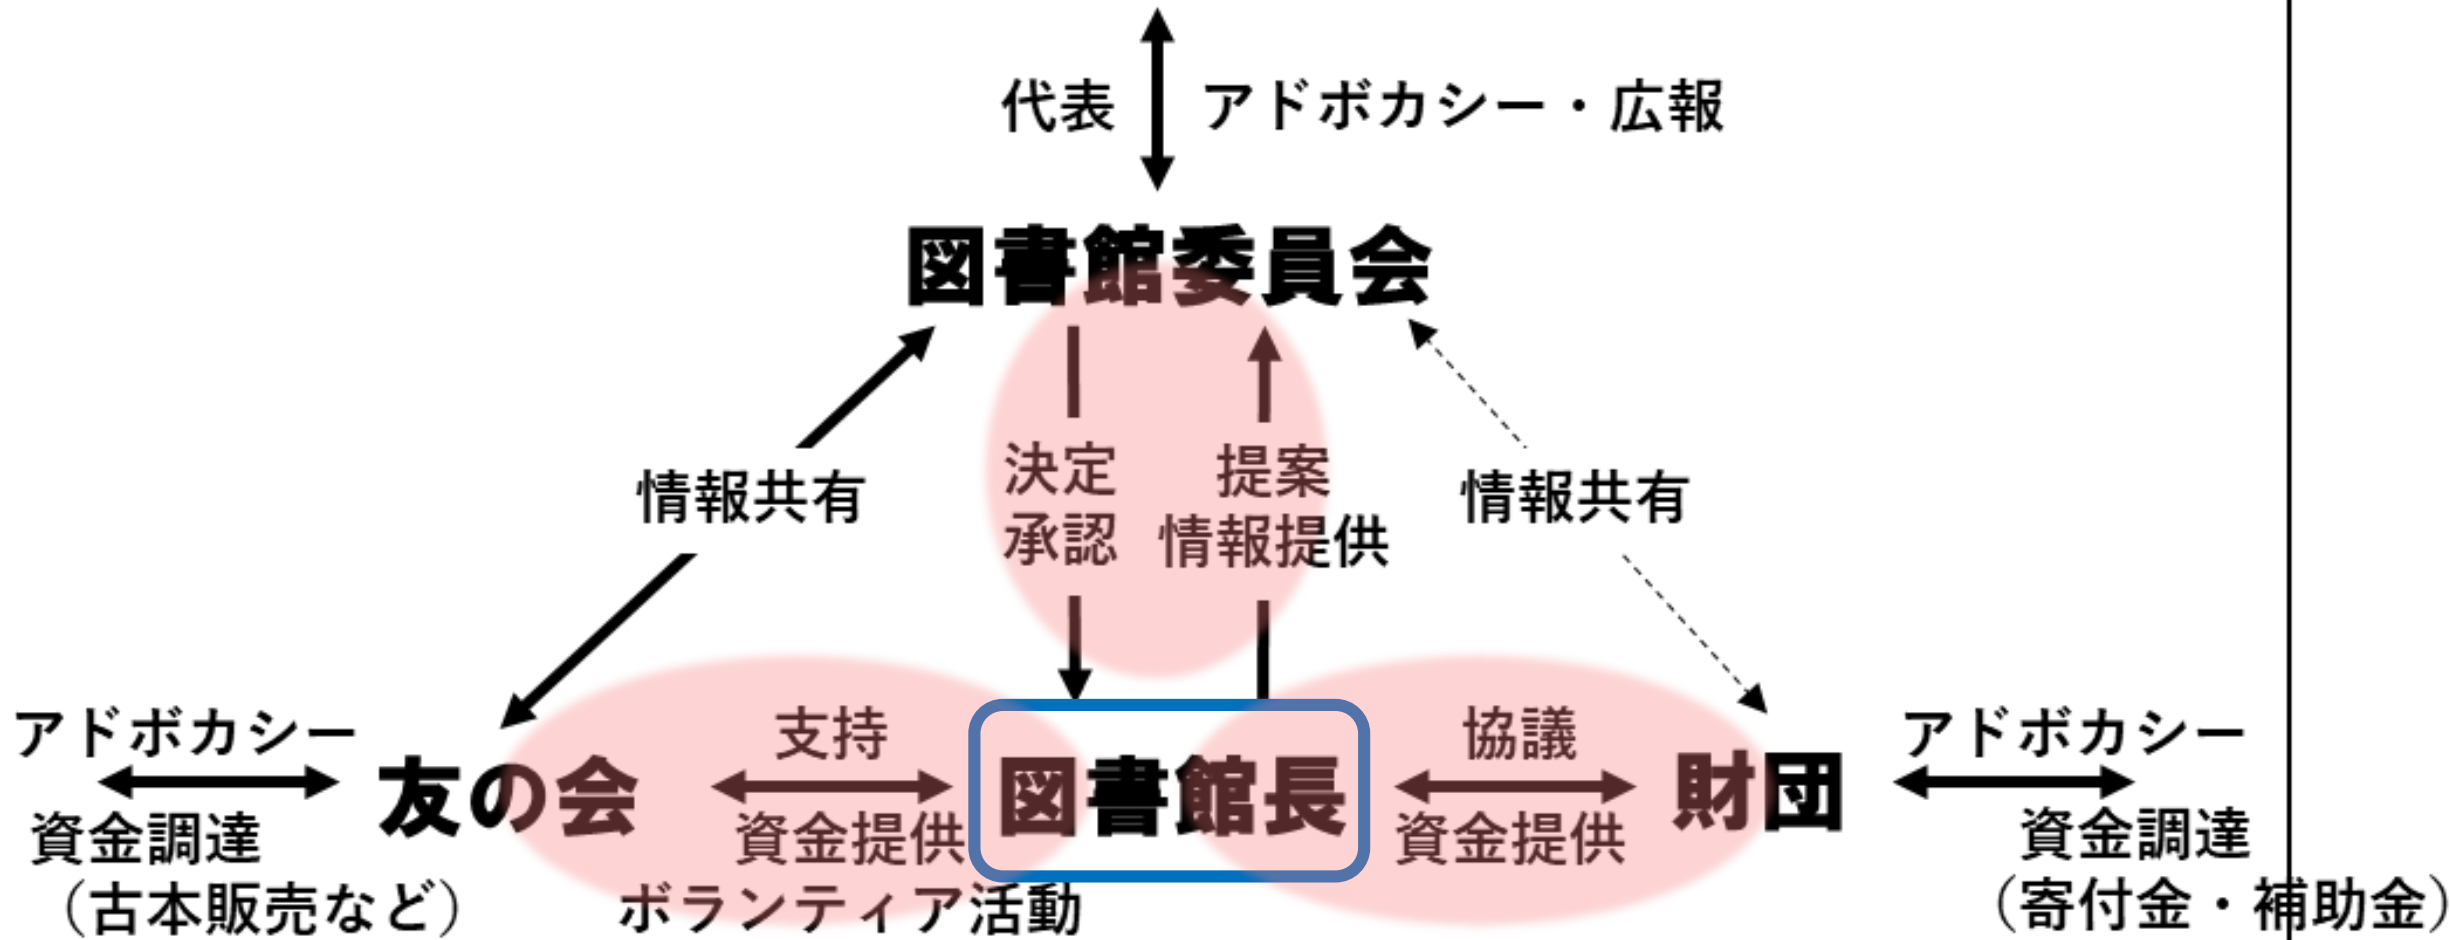 代表 アドボカシー・広報
図書館委員会
決定
承認
提案
情報提供
情報共有
情報共有
アドボカシー
資金調達
（古本販売など）
友の会
支持
資金提供
ボランティア活動
図書館長
協議
資金提供
財団
アドボカシー
資金調達
（寄付金・補助金）